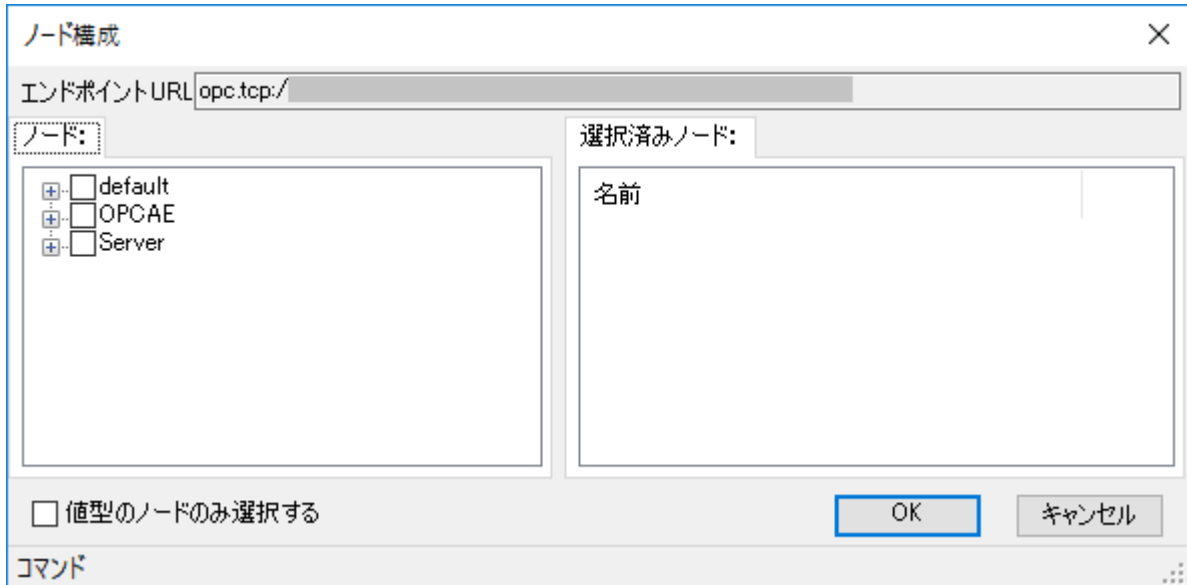 ノード構成
エンドポイントURL opc.tcp:/
ノード:
選択済みノード:
default
OPCAE
Server
名前
値型のノードのみ選択する
OK
キャンセル
コマンド